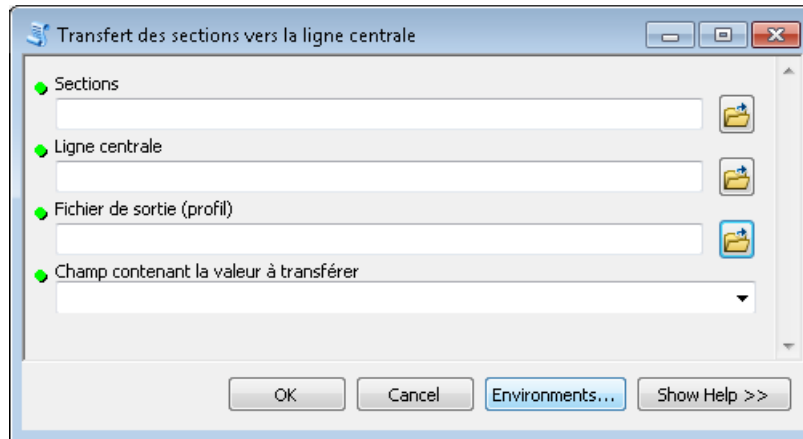 Transfert des sections vers la ligne centrale
Sections
Ligne centrale
Fichier de sortie (profil)
Champ contenant la valeur à transférer
OK Cancel Environments... Show Help >>